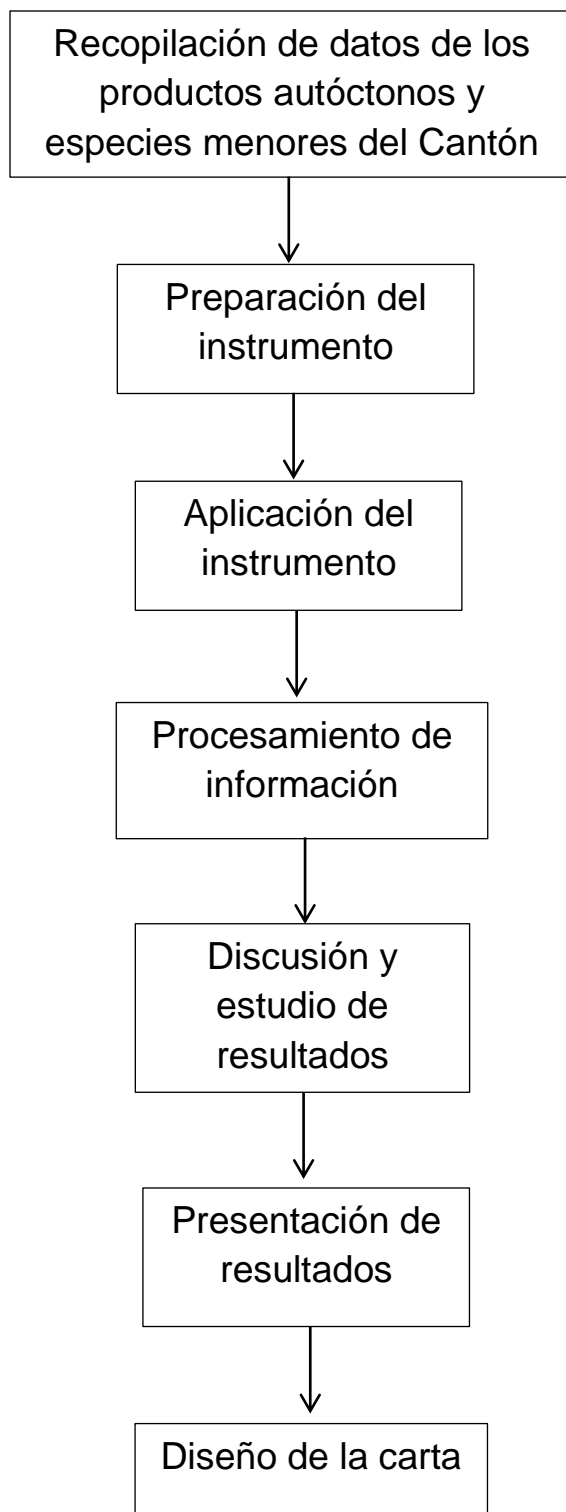 Recopilación de datos de los
productos autóctonos y
especies menores del Cantón
Preparación del
instrumento
Aplicación del
instrumento
Procesamiento de
información
Discusión y
estudio de
resultados
Presentación de
resultados
Diseño de la carta